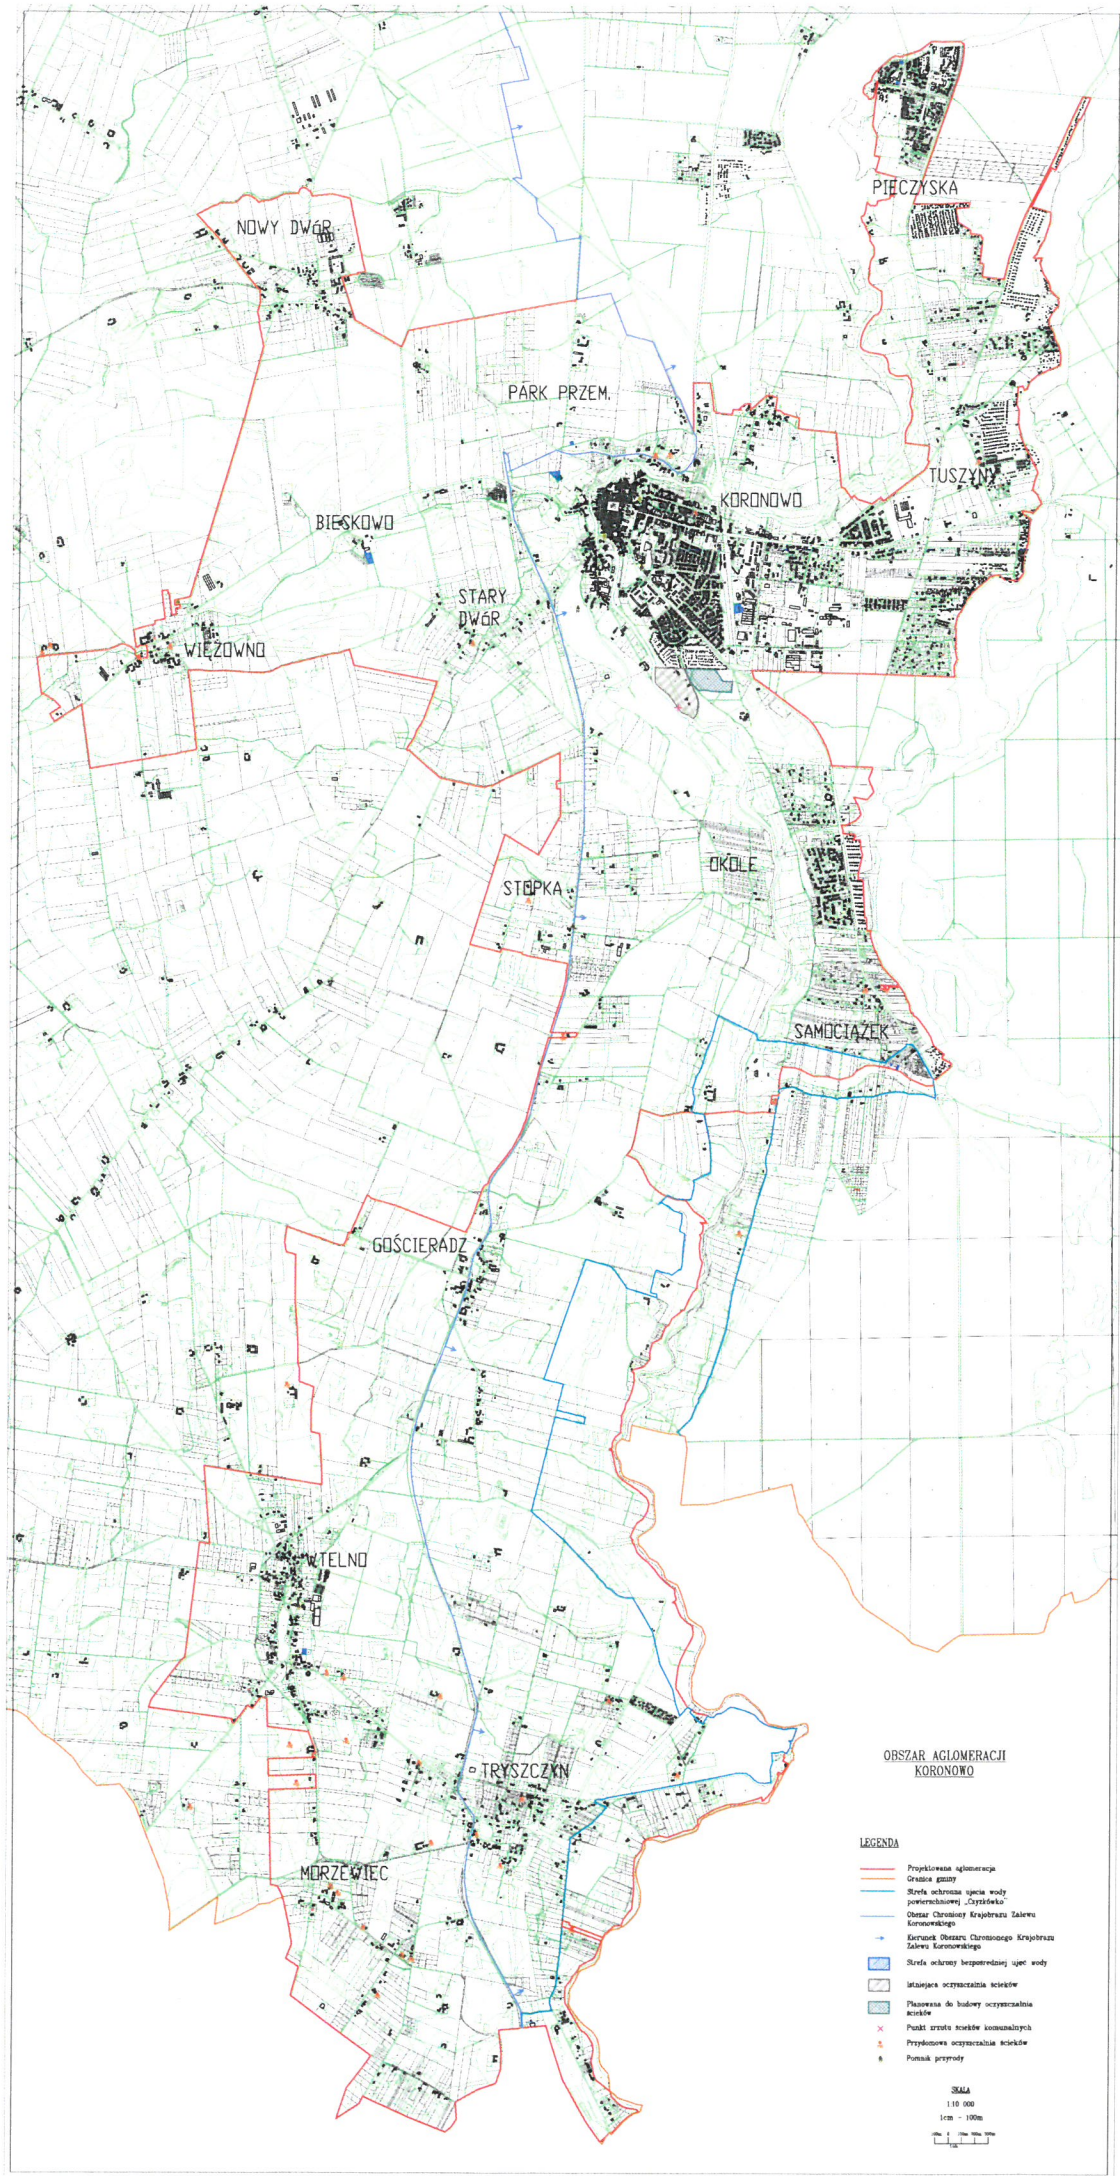 PIECZYSKA
NOWY DWóR
PARK PRZEM.
TUSZYNY
KORONOWO
BIESKOWO
STARY
DWóR
WIĘZOWNO
OKOLE
STOPKA
SAMOCIĄŻEK
GOŚCIERADZ
WTELNO
TRYSZCZYN
MORZEWIEC
OBSZAR AGLOMERACJI
KORONOWO
LEGENDA
Projektowana aglomeracja
Granica gminy
Strefa ochronna ujęcia wody
powierzchniowej „Czyżkówko"
Obszar Chroniony Krajobrazu Zalewu
Koronowskiego
Kierunek Obszaru Chronionego Krajobrazu
Zalewu Koronowskiego
Strefa ochrony bezpośredniej ujęć wody
Istniejąca oczyszczalnia ścieków
Planowana do budowy oczyszczalnia
ścieków
Punkt zrzutu ścieków komunalnych
Przydomowa oczyszczalnia ścieków
Pomnik przyrody
SKALA
1:10 000
1cm - 100m